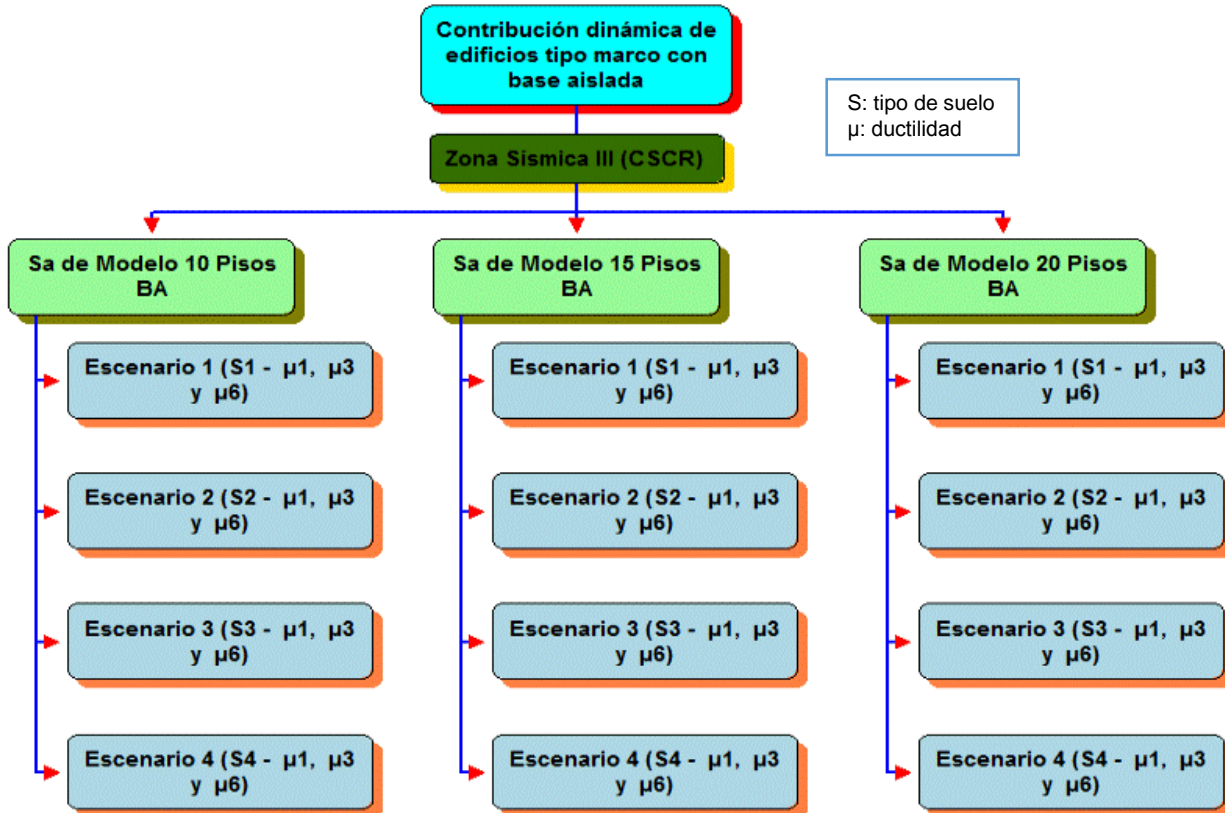 Contribución dinámica de
edificios tipo marco con
base aislada
S: tipo de suelo
µ: ductilidad
Zona Sísmica III (CSCR)
Sa de Modelo 10 Pisos
BA
Escenario 1 (S1 - µ1, µ3
y µ6)
Escenario 2 (S2 - µ1, µ3
y µ6)
Escenario 3 (S3 - µ1, µ3
y µ6)
Escenario 4 (S4 - µ1, µ3
y µ6)
Sa de Modelo 15 Pisos
BA
Escenario 1 (S1 - µ1, µ3
y µ6)
Escenario 2 (S2 - µ1, µ3
y µ6)
Escenario 3 (S3 - µ1, µ3
y µ6)
Escenario 4 (S4 - µ1, µ3
y µ6)
Sa de Modelo 20 Pisos
BA
Escenario 1 (S1 - µ1, µ3
y µ6)
Escenario 2 (S2 - µ1, µ3
y µ6)
Escenario 3 (S3 - µ1, µ3
y µ6)
Escenario 4 (S4 - µ1, µ3
y µ6)